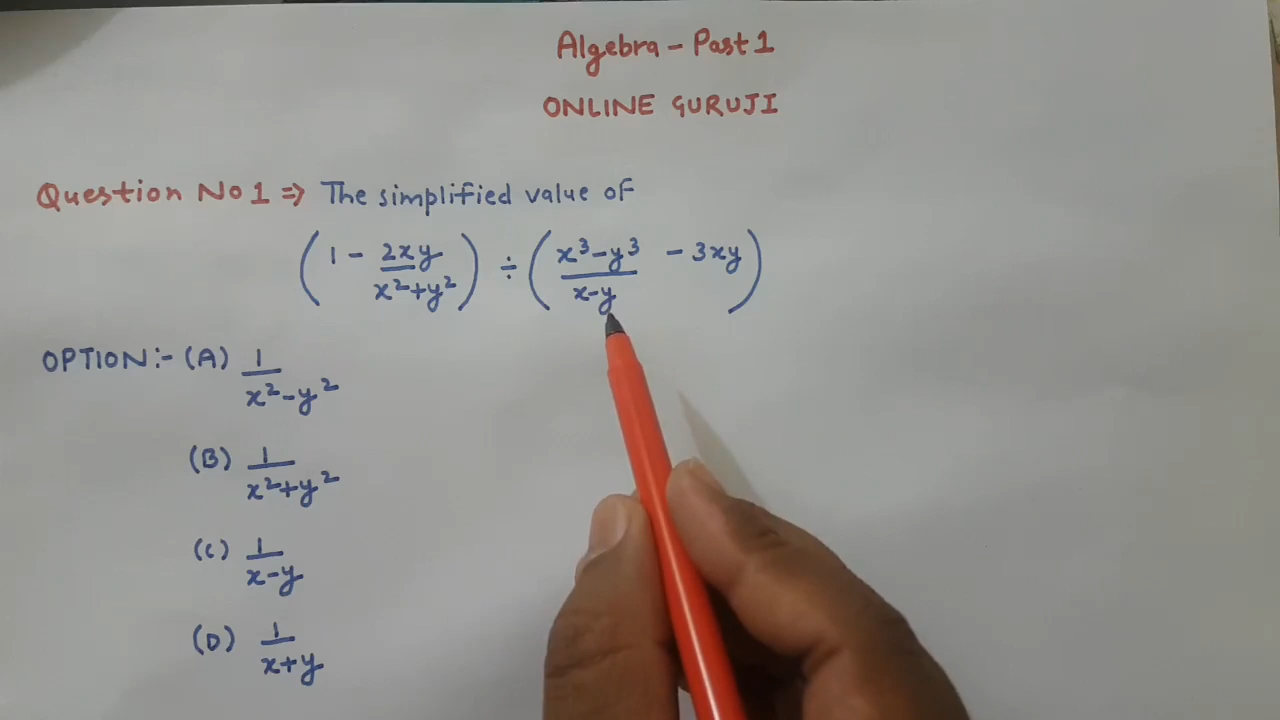 Algebra - Part 1
ONLINE GURUJI
Question No 1 ⇒ The simplified value of
(1 - 2xy/(x²+y²)) ÷ ((x³-y³)/(x-y) - 3xy)
OPTION:- (A) 1/(x²-y²)
(B) 1/(x²+y²)
(C) 1/(x-y)
(D) 1/(x+y)